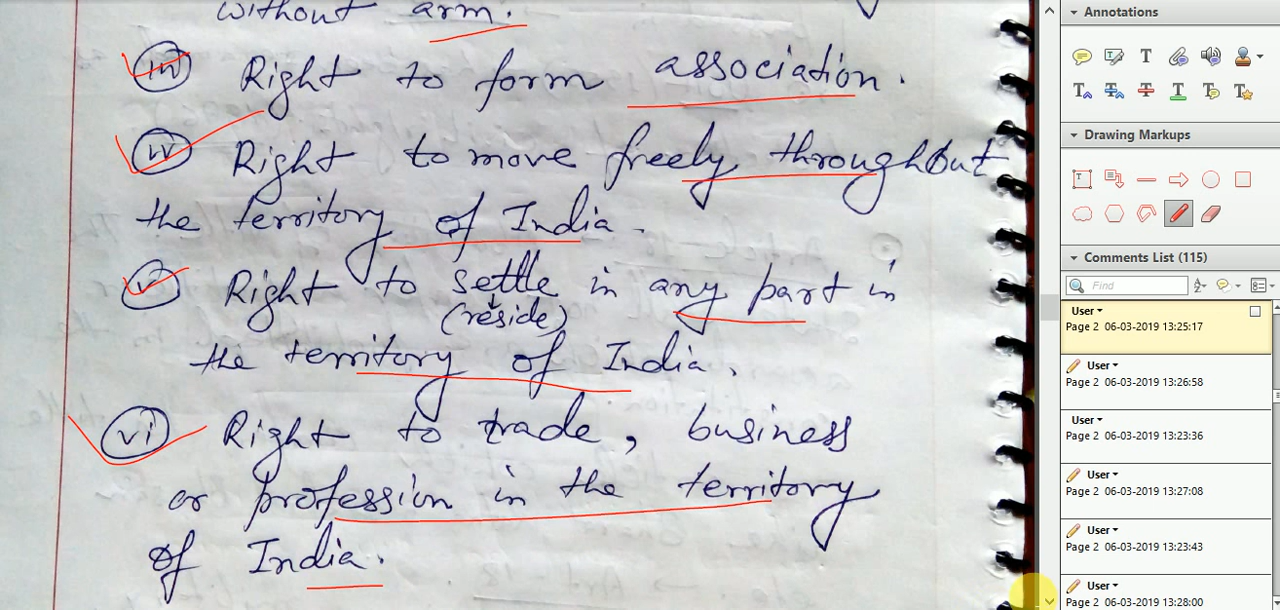 without arm.
iii Right to form association.
iv Right to move freely throughout
the territory of India.
v Right to settle in any part in
(reside)
the territory of India.
vi Right to trade, business
or profession in the territory
of India.
Annotations
T
T T T T T T
Drawing Markups
T
Comments List (115)
Find
User
Page 2 06-03-2019 13:25:17
User
Page 2 06-03-2019 13:26:58
User
Page 2 06-03-2019 13:23:36
User
Page 2 06-03-2019 13:27:08
User
Page 2 06-03-2019 13:23:43
User
Page 2 06-03-2019 13:28:00